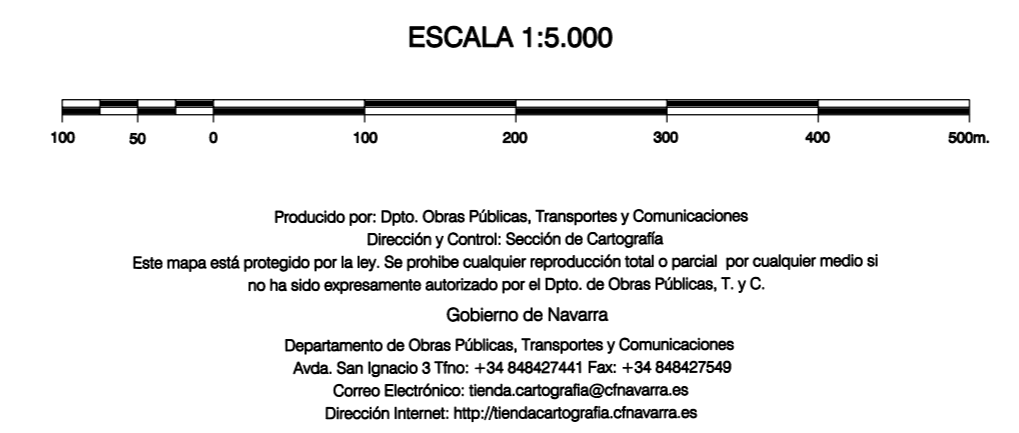 ESCALA 1:5.000
100 50 0 100 200 300 400 500m.
Producido por: Dpto. Obras Públicas, Transportes y Comunicaciones
Dirección y Control: Sección de Cartografía
Este mapa está protegido por la ley. Se prohibe cualquier reproducción total o parcial por cualquier medio si
no ha sido expresamente autorizado por el Dpto. de Obras Públicas, T. y C.
Gobierno de Navarra
Departamento de Obras Públicas, Transportes y Comunicaciones
Avda. San Ignacio 3 Tfno: +34 848427441 Fax: +34 848427549
Correo Electrónico: tienda.cartografia@cfnavarra.es
Dirección Internet: http://tiendacartografia.cfnavarra.es